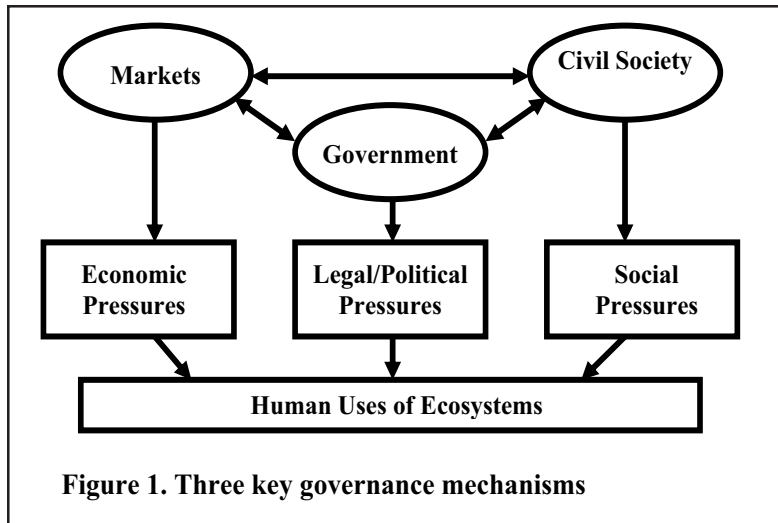 Markets
Civil Society
Government
Economic
Pressures
Legal/Political
Pressures
Social
Pressures
Human Uses of Ecosystems
Figure 1. Three key governance mechanisms